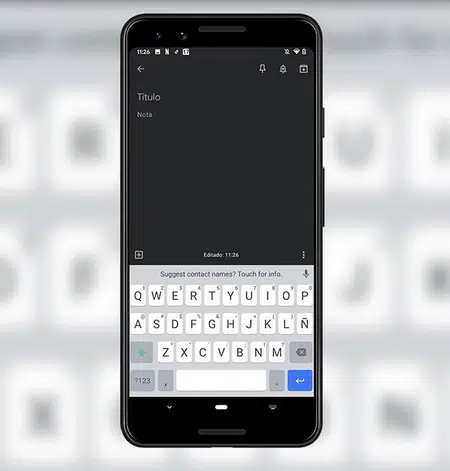 11:26
Título
Nota
Editado: 11:26
Suggest contact names? Touch for info.
Q W E R T Y U I O P
A S D F G H J K L Ñ
Z X C V B N M
?123 , .